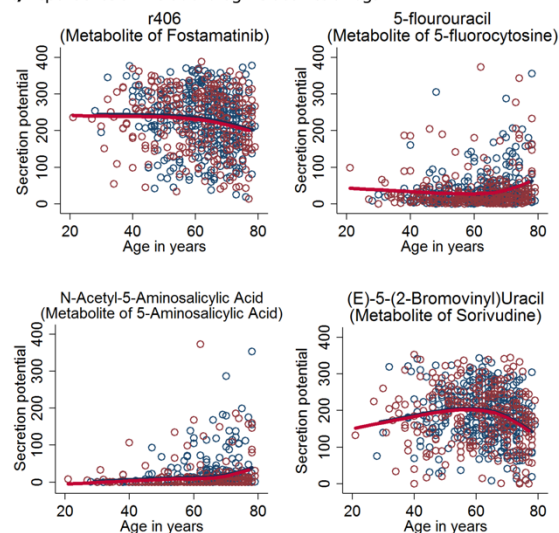 r406
(Metabolite of Fostamatinib)
Secretion potential
0 100 200 300 400
20 40 60 80
Age in years
5-flourouracil
(Metabolite of 5-fluorocytosine)
Secretion potential
0 100 200 300 400
20 40 60 80
Age in years
N-Acetyl-5-Aminosalicylic Acid
(Metabolite of 5-Aminosalicylic Acid)
Secretion potential
0 100 200 300 400
20 40 60 80
Age in years
(E)-5-(2-Bromovinyl)Uracil
(Metabolite of Sorivudine)
Secretion potential
0 100 200 300 400
20 40 60 80
Age in years